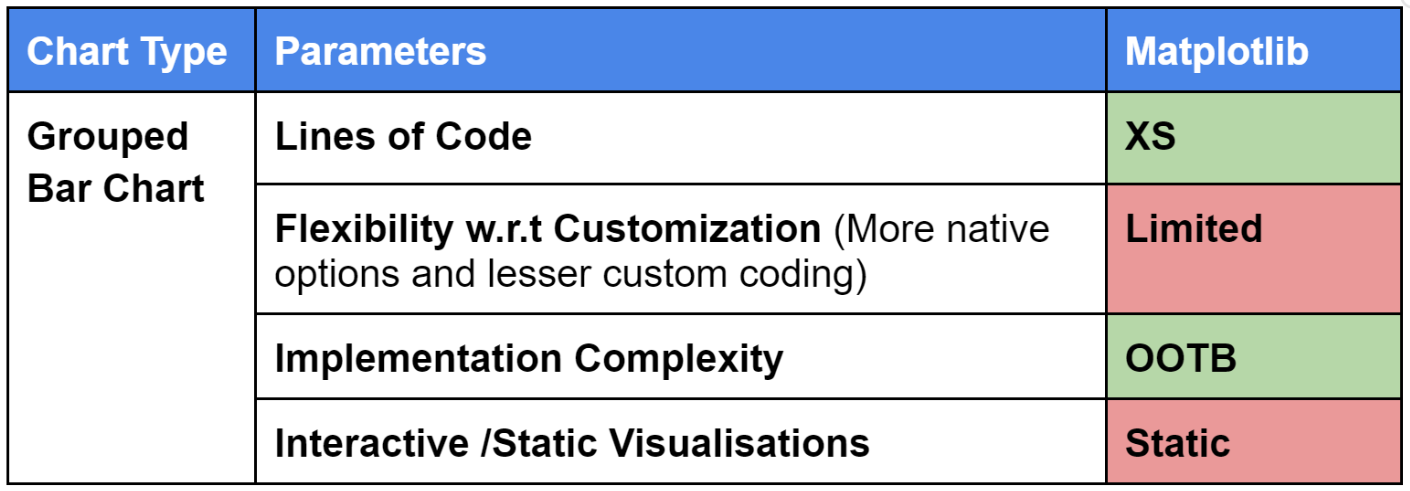 Chart Type Parameters Matplotlib
Grouped
Bar Chart
Lines of Code XS
Flexibility w.r.t Customization (More native
options and lesser custom coding)
Limited
Implementation Complexity OOTB
Interactive /Static Visualisations Static